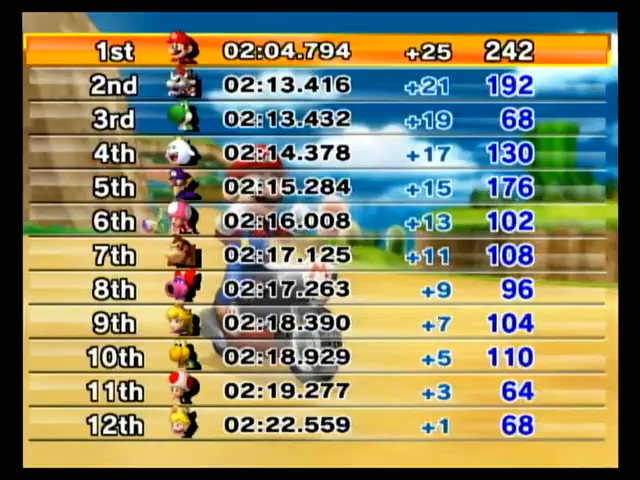 1st 02:04.794 +25 242
2nd 02:13.416 +21 192
3rd 02:13.432 +19 68
4th 02:14.378 +17 130
5th 02:15.284 +15 176
6th 02:16.008 +13 102
7th 02:17.125 +11 108
8th 02:17.263 +9 96
9th 02:18.390 +7 104
10th 02:18.929 +5 110
11th 02:19.277 +3 64
12th 02:22.559 +1 68